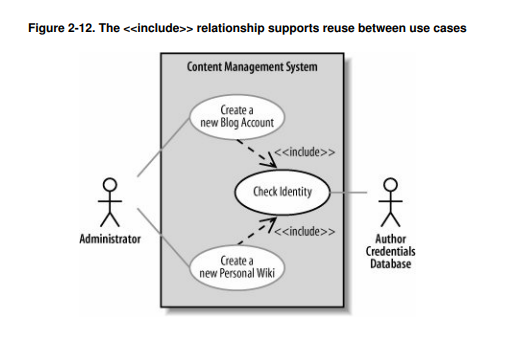 Figure 2-12. The <<include>> relationship supports reuse between use cases
Content Management System
Create a
new Blog Account
<<include>>
Check Identity
<<include>>
Administrator
Author
Credentials
Database
Create a
new Personal Wiki